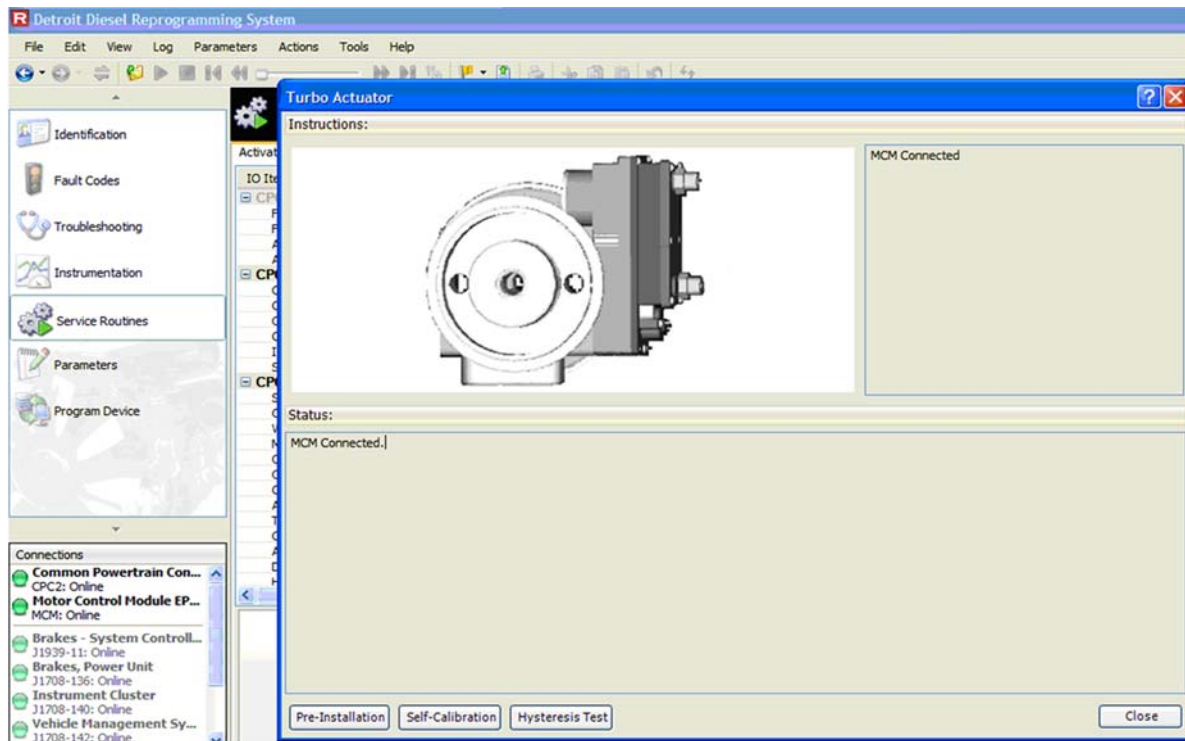 R Detroit Diesel Reprogramming System
File Edit View Log Parameters Actions Tools Help
Identification
Fault Codes
Troubleshooting
Instrumentation
Service Routines
Parameters
Program Device
Connections
Common Powertrain Con...
CPC2: Online
Motor Control Module EP...
MCM: Online
Brakes - System Controll...
J1939-11: Online
Brakes, Power Unit
J1708-136: Online
Instrument Cluster
J1708-140: Online
Vehicle Management Sy...
J1708-142: Online
Turbo Actuator
Instructions:
MCM Connected
Status:
MCM Connected.
Pre-Installation Self-Calibration Hysteresis Test Close